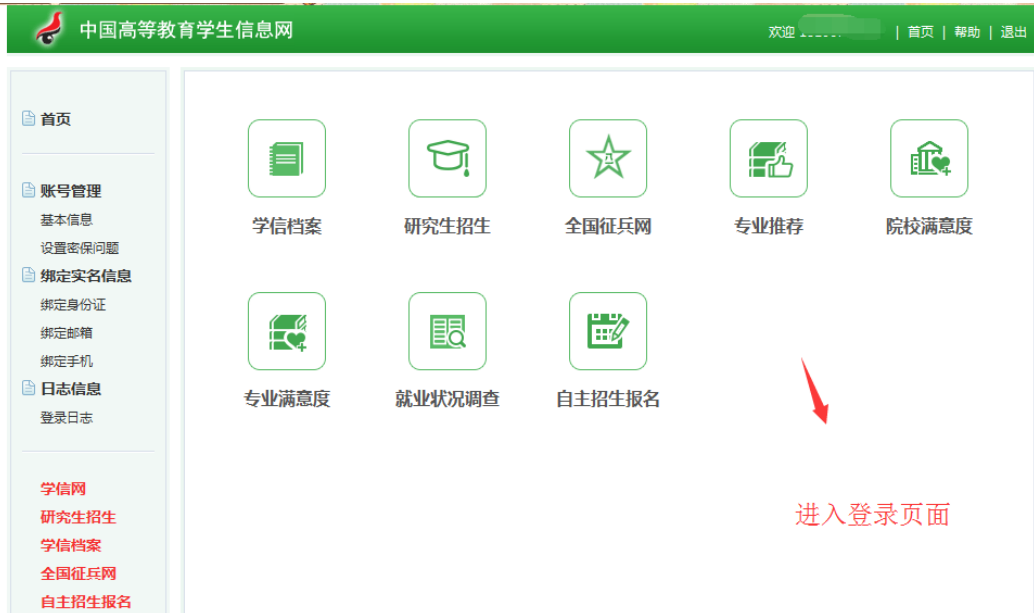 中国高等教育学生信息网
欢迎 | 首页 | 帮助 | 退出
首页
账号管理
基本信息
设置密保问题
绑定实名信息
绑定身份证
绑定邮箱
绑定手机
日志信息
登录日志
学信网
研究生招生
学信档案
全国征兵网
自主招生报名
学信档案
研究生招生
全国征兵网
专业推荐
院校满意度
专业满意度
就业状况调查
自主招生报名
进入登录页面